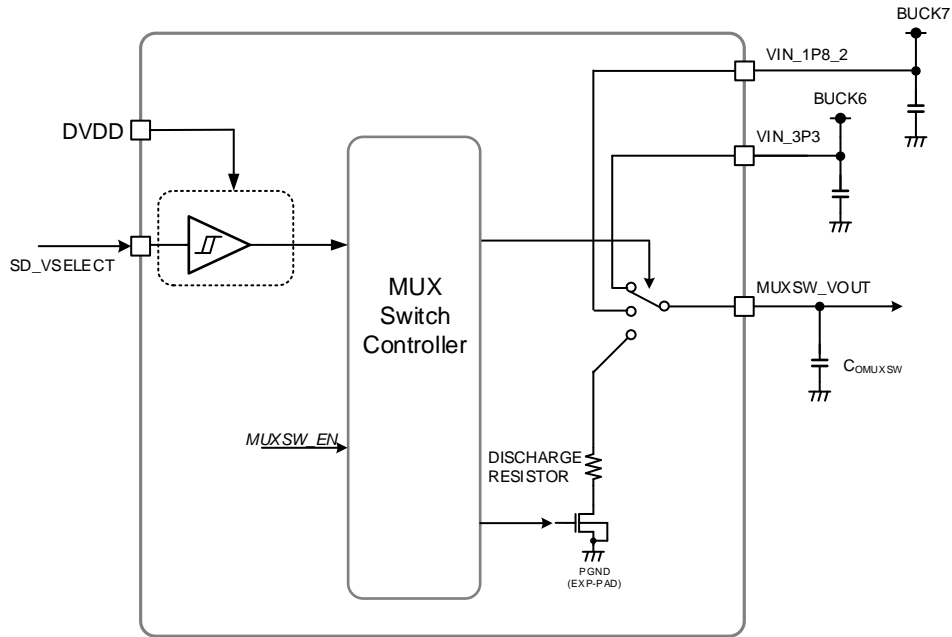 BUCK7
VIN_1P8_2
BUCK6
DVDD
VIN_3P3
SD_VSELECT
MUX
Switch
Controller
MUXSW_VOUT
COMUXSW
MUXSW_EN
DISCHARGE
RESISTOR
PGND
(EXP-PAD)